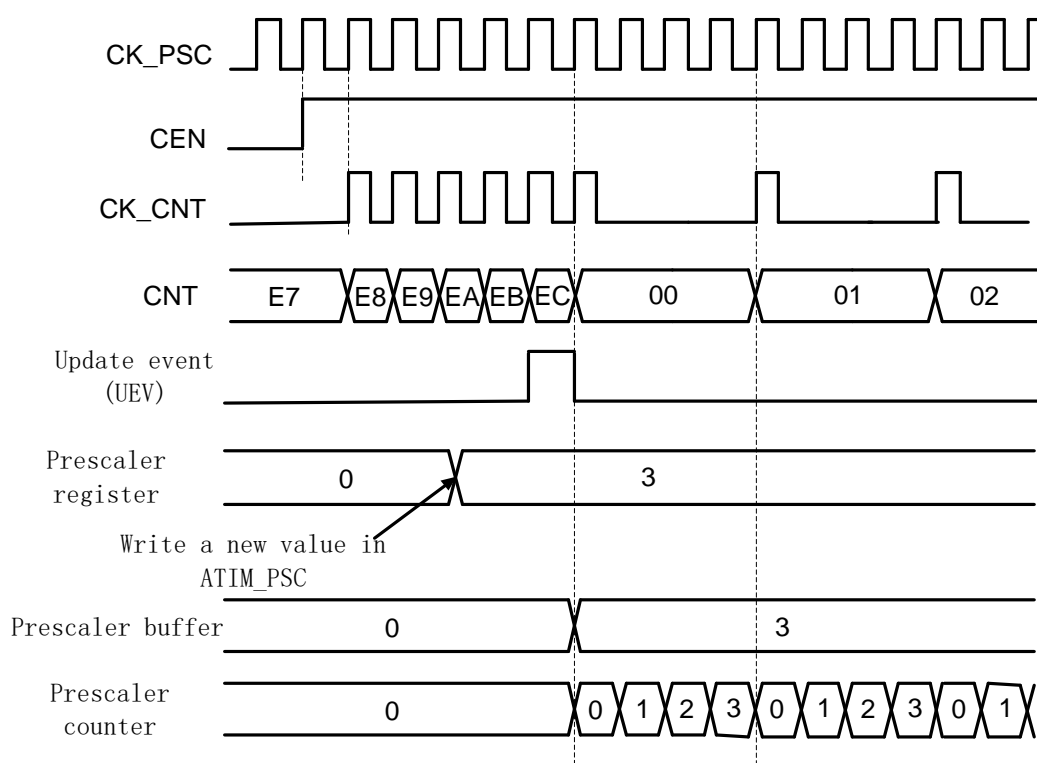 CK_PSC
CEN
CK_CNT
CNT E7 E8 E9 EA EB EC 00 01 02
Update event
(UEV)
Prescaler
register
0 3
Write a new value in
ATIM_PSC
Prescaler buffer 0 3
Prescaler
counter
0 0 1 2 3 0 1 2 3 0 1